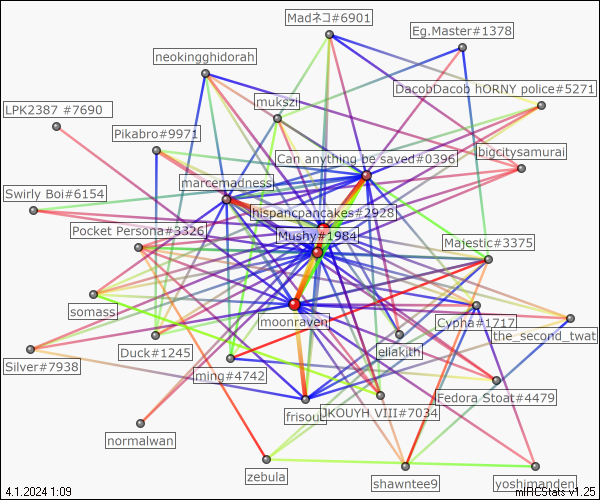 Madネコ#6901
Eg.Master#1378
neokingghidorah
DacobDacob hORNY police#5271
mukszi
LPK2387 #7690
Pikabro#9971
bigcitysamurai
Can anything be saved#0396
marcemadness
Swirly Boi#6154
hispancpancakes#2928
Pocket Persona#3326
Mushy#1984
Majestic#3375
somass
moonraven
Cypha#1717
the_second_twat
Duck#1245
eliakith
Silver#7938
ming#4742
Fedora Stoat#4479
frisout
JKOUYH VIII#7034
normalwan
zebula
shawntee9
yoshimanden
4.1.2024 1:09
mIRCStats v1.25